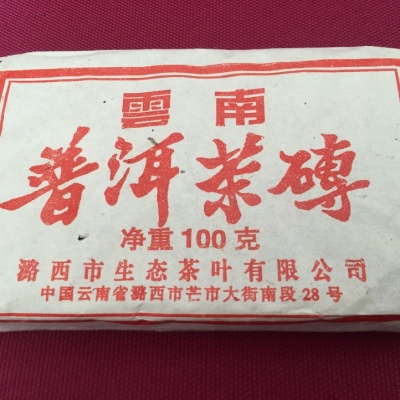 雲南
普洱茶磚
净重100克
潞西市生态茶叶有限公司
中国云南省潞西市芒市大街南段28号